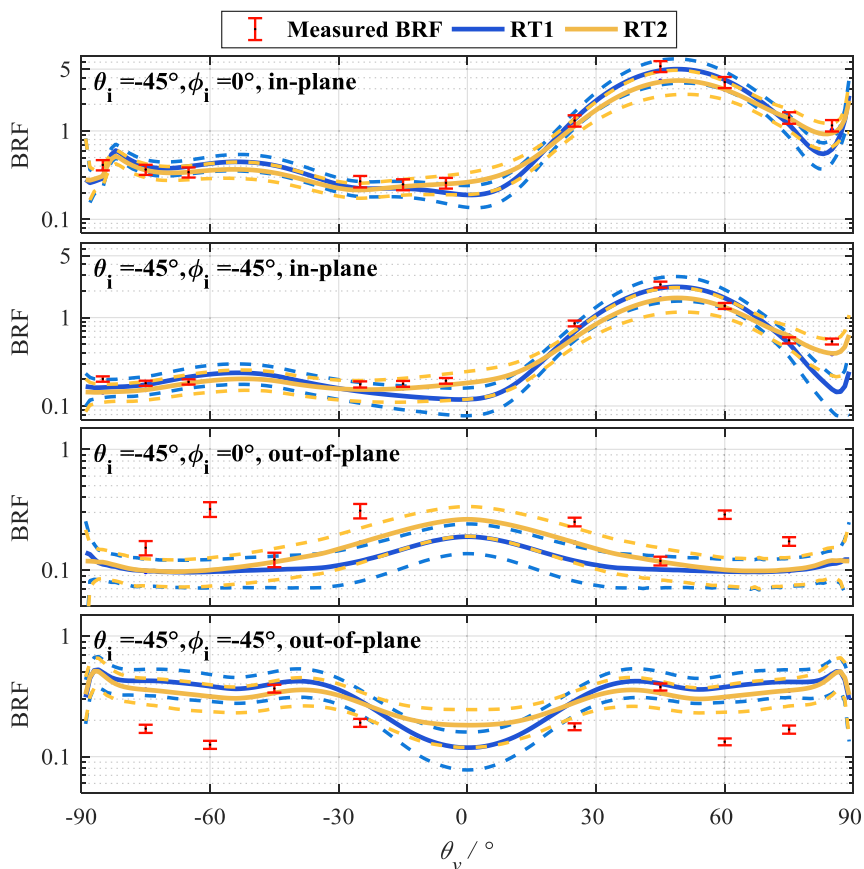 Measured BRF RT1 RT2
θi =-45°,ϕi =0°, in-plane
5
1
0.1
BRF
θi =-45°,ϕi =-45°, in-plane
5
1
0.1
BRF
θi =-45°,ϕi =0°, out-of-plane
1
0.1
BRF
θi =-45°,ϕi =-45°, out-of-plane
1
0.1
BRF
-90 -60 -30 0 30 60 90
θv / °